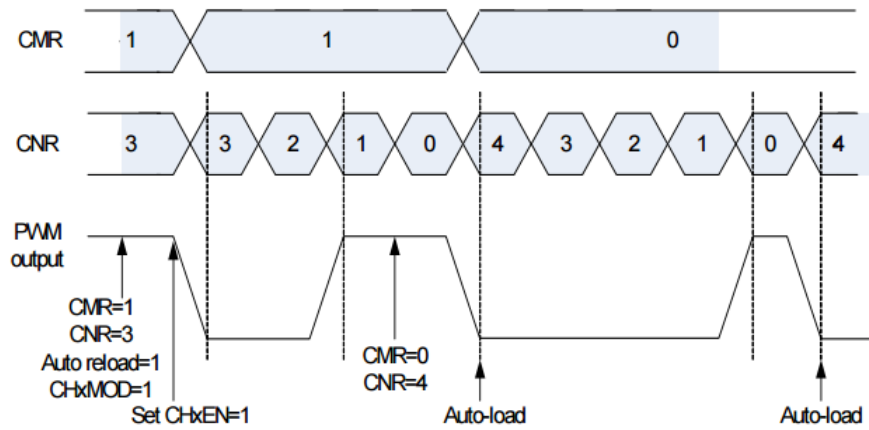 CMR 1 1 0
CNR 3 3 2 1 0 4 3 2 1 0 4
PWM
output
CMR=1
CNR=3
Auto reload=1
CHxMOD=1
Set CHxEN=1
CMR=0
CNR=4
Auto-load
Auto-load